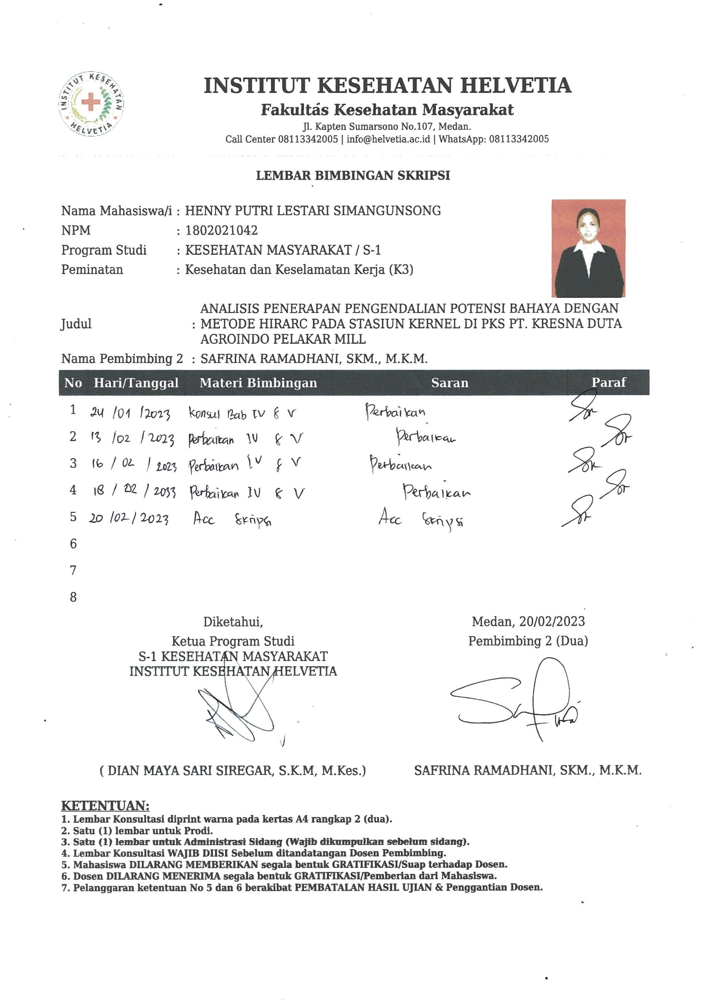 INSTITUT KESEHATAN
HELVETIA
INSTITUT KESEHATAN HELVETIA
Fakultas Kesehatan Masyarakat
Jl. Kapten Sumarsono No.107, Medan.
Call Center 08113342005 | info@helvetia.ac.id | WhatsApp: 08113342005
LEMBAR BIMBINGAN SKRIPSI
Nama Mahasiswa/i : HENNY PUTRI LESTARI SIMANGUNSONG
NPM : 1802021042
Program Studi : KESEHATAN MASYARAKAT / S-1
Peminatan : Kesehatan dan Keselamatan Kerja (K3)
ANALISIS PENERAPAN PENGENDALIAN POTENSI BAHAYA DENGAN
Judul : METODE HIRARC PADA STASIUN KERNEL DI PKS PT. KRESNA DUTA
AGROINDO PELAKAR MILL
Nama Pembimbing 2 : SAFRINA RAMADHANI, SKM., M.K.M.
No Hari/Tanggal Materi Bimbingan Saran Paraf
1 24 /01 /2023 Konsul Bab IV & V Perbaikan
2 13 /02 /2023 Perbaikan IV & V Perbaikan
3 16 / 02 / 2023 Perbaikan IV & V Perbaikan
4 18 / 02 / 2033 Perbaikan IV & V Perbaikan
5 20 /02/2023 Acc Skripsi Acc Skripsi
6
7
8
Diketahui, Medan, 20/02/2023
Ketua Program Studi Pembimbing 2 (Dua)
S-1 KESEHATAN MASYARAKAT
INSTITUT KESEHATAN HELVETIA
( DIAN MAYA SARI SIREGAR, S.K.M, M.Kes.) SAFRINA RAMADHANI, SKM., M.K.M.
KETENTUAN:
1. Lembar Konsultasi diprint warna pada kertas A4 rangkap 2 (dua).
2. Satu (1) lembar untuk Prodi.
3. Satu (1) lembar untuk Administrasi Sidang (Wajib dikumpulkan sebelum sidang).
4. Lembar Konsultasi WAJIB DIISI Sebelum ditandatangan Dosen Pembimbing.
5. Mahasiswa DILARANG MEMBERIKAN segala bentuk GRATIFIKASI/Suap terhadap Dosen.
6. Dosen DILARANG MENERIMA segala bentuk GRATIFIKASI/Pemberian dari Mahasiswa.
7. Pelanggaran ketentuan No 5 dan 6 berakibat PEMBATALAN HASIL UJIAN & Penggantian Dosen.